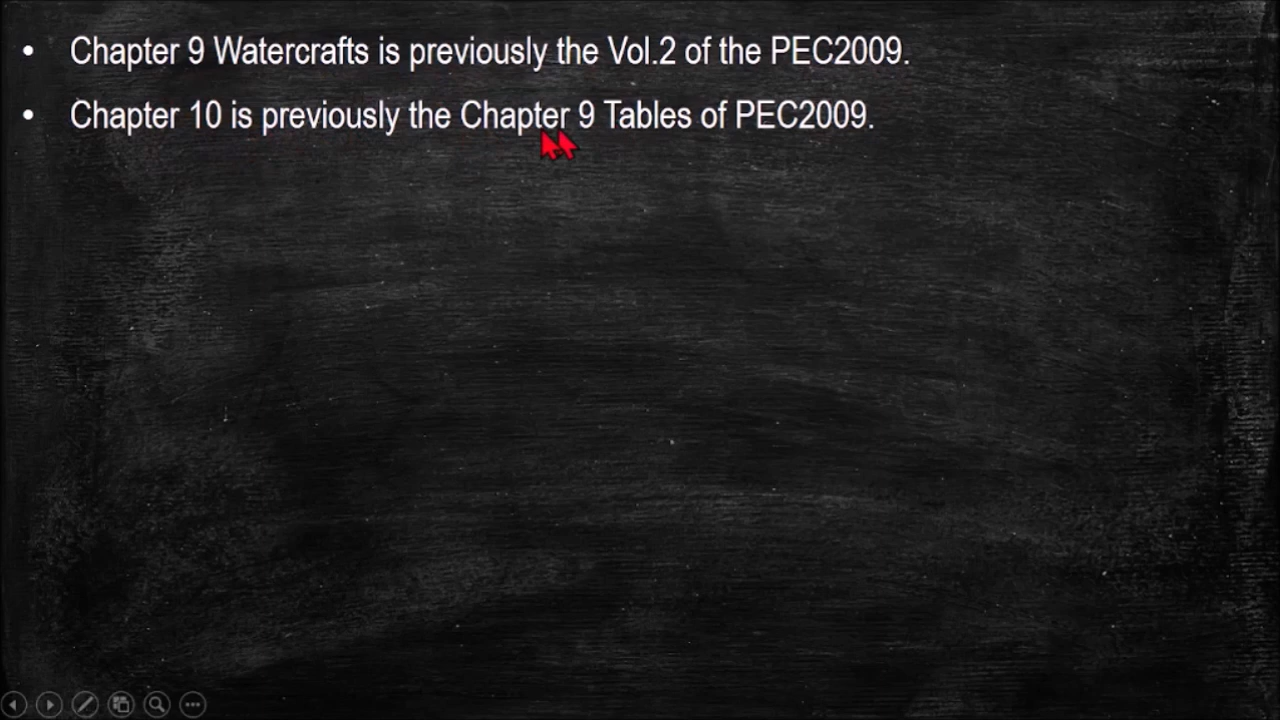 • Chapter 9 Watercrafts is previously the Vol.2 of the PEC2009.
• Chapter 10 is previously the Chapter 9 Tables of PEC2009.